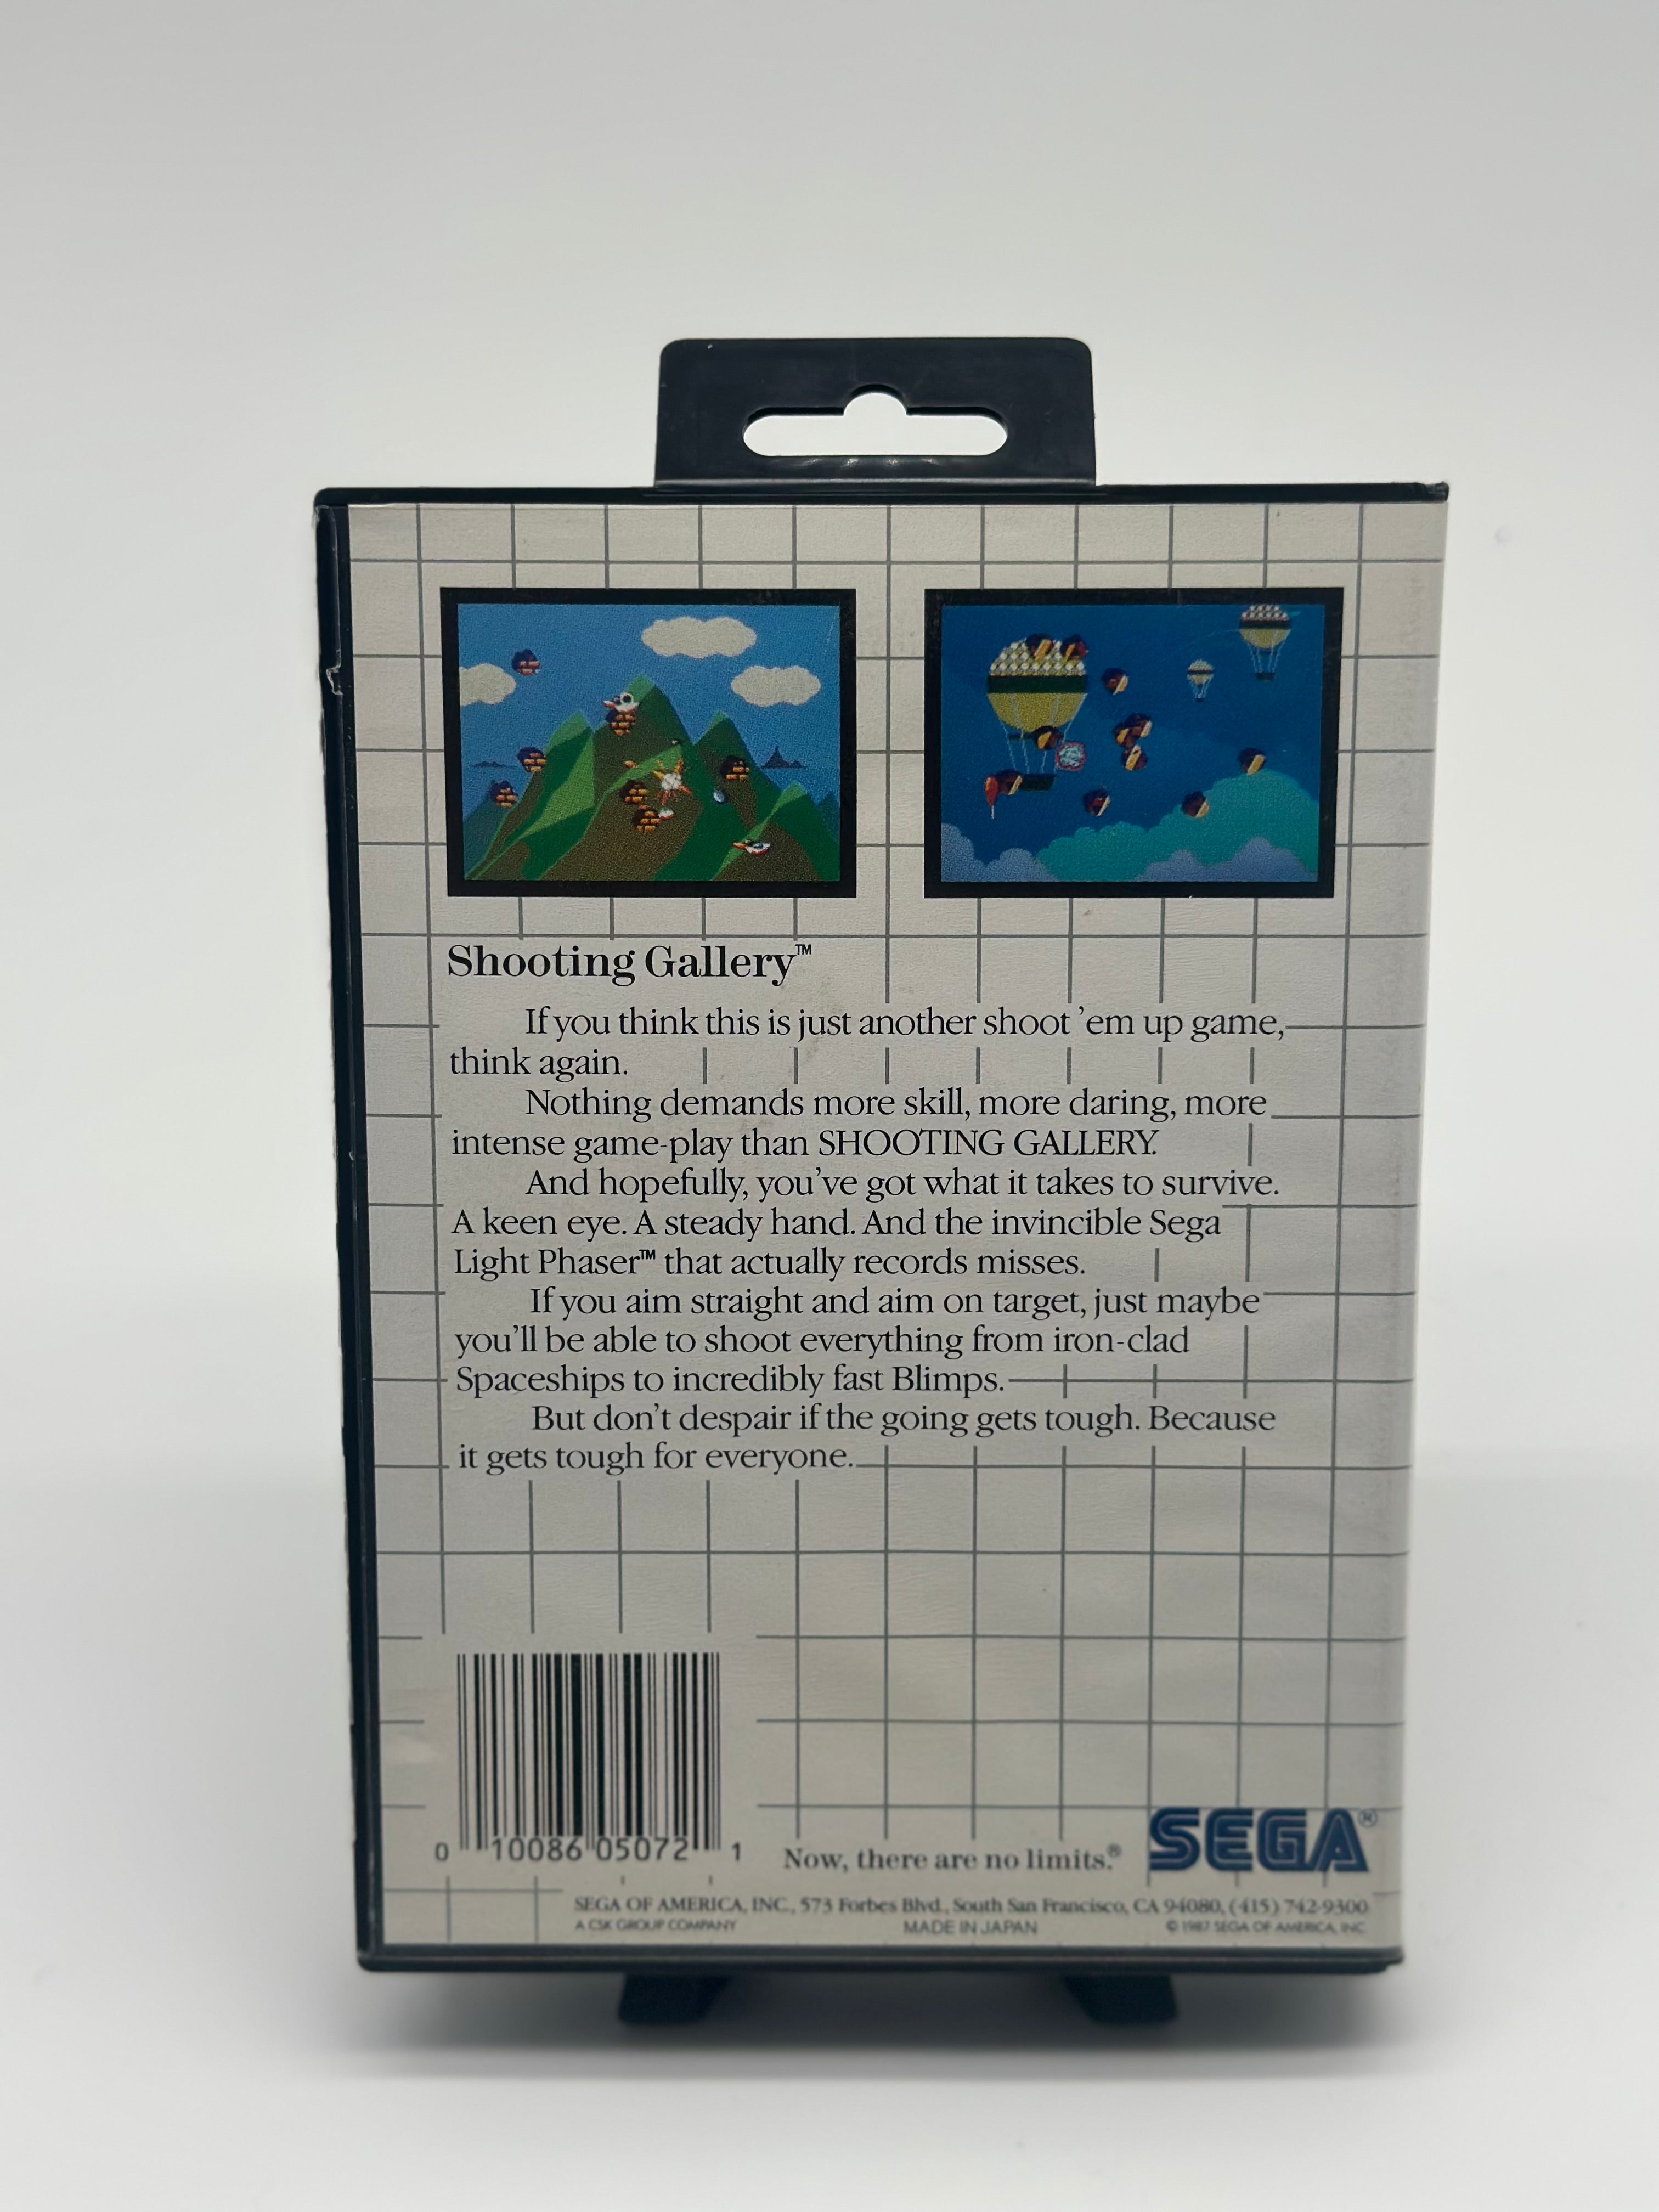 Shooting Gallery™
If you think this is just another shoot 'em up game,
think again.
Nothing demands more skill, more daring, more
intense game-play than SHOOTING GALLERY.
And hopefully, you've got what it takes to survive.
A keen eye. A steady hand. And the invincible Sega
Light Phaser™ that actually records misses.
If you aim straight and aim on target, just maybe
you'll be able to shoot everything from iron-clad
Spaceships to incredibly fast Blimps.
But don't despair if the going gets tough. Because
it gets tough for everyone.
0 10086 05072 1
Now, there are no limits.®
SEGA®
SEGA OF AMERICA, INC., 573 Forbes Blvd., South San Francisco, CA 94080, (415) 742-9300
A CSK GROUP COMPANY MADE IN JAPAN © 1987 SEGA OF AMERICA, INC.